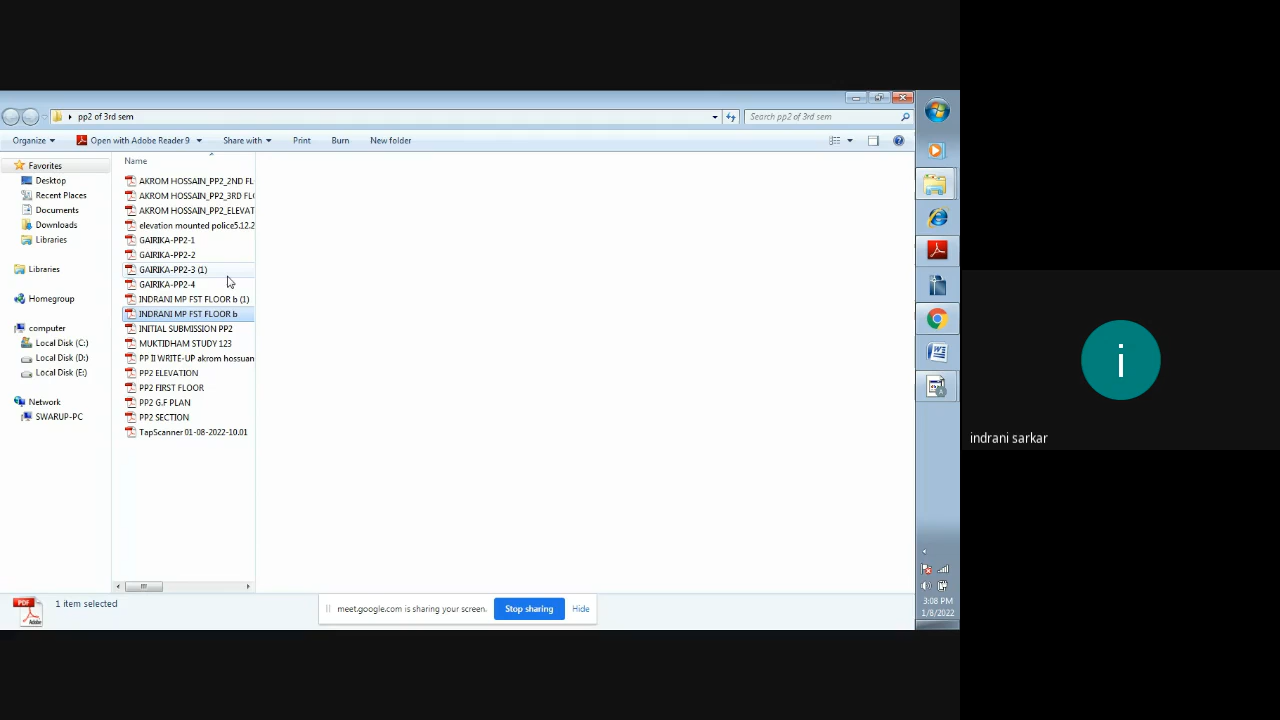 pp2 of 3rd sem
Search pp2 of 3rd sem
Organize
Open with Adobe Reader 9
Share with
Print
Burn
New folder
Favorites
Desktop
Recent Places
Documents
Downloads
Libraries
Libraries
Homegroup
computer
Local Disk (C:)
Local Disk (D:)
Local Disk (E:)
Network
SWARUP-PC
Name
AKROM HOSSAIN_PP2_2ND FL
AKROM HOSSAIN_PP2_3RD FLO
AKROM HOSSAIN_PP2_ELEVAT
elevation mounted police5.12.2
GAIRIKA-PP2-1
GAIRIKA-PP2-2
GAIRIKA-PP2-3 (1)
GAIRIKA-PP2-4
INDRANI MP FST FLOOR b (1)
INDRANI MP FST FLOOR b
INITIAL SUBMISSION PP2
MUKTIDHAM STUDY 123
PP II WRITE-UP akrom hossuan
PP2 ELEVATION
PP2 FIRST FLOOR
PP2 G.F PLAN
PP2 SECTION
TapScanner 01-08-2022-10.01
PDF
Adobe
1 item selected
meet.google.com is sharing your screen.
Stop sharing
Hide
3:08 PM
1/8/2022
i
indrani sarkar